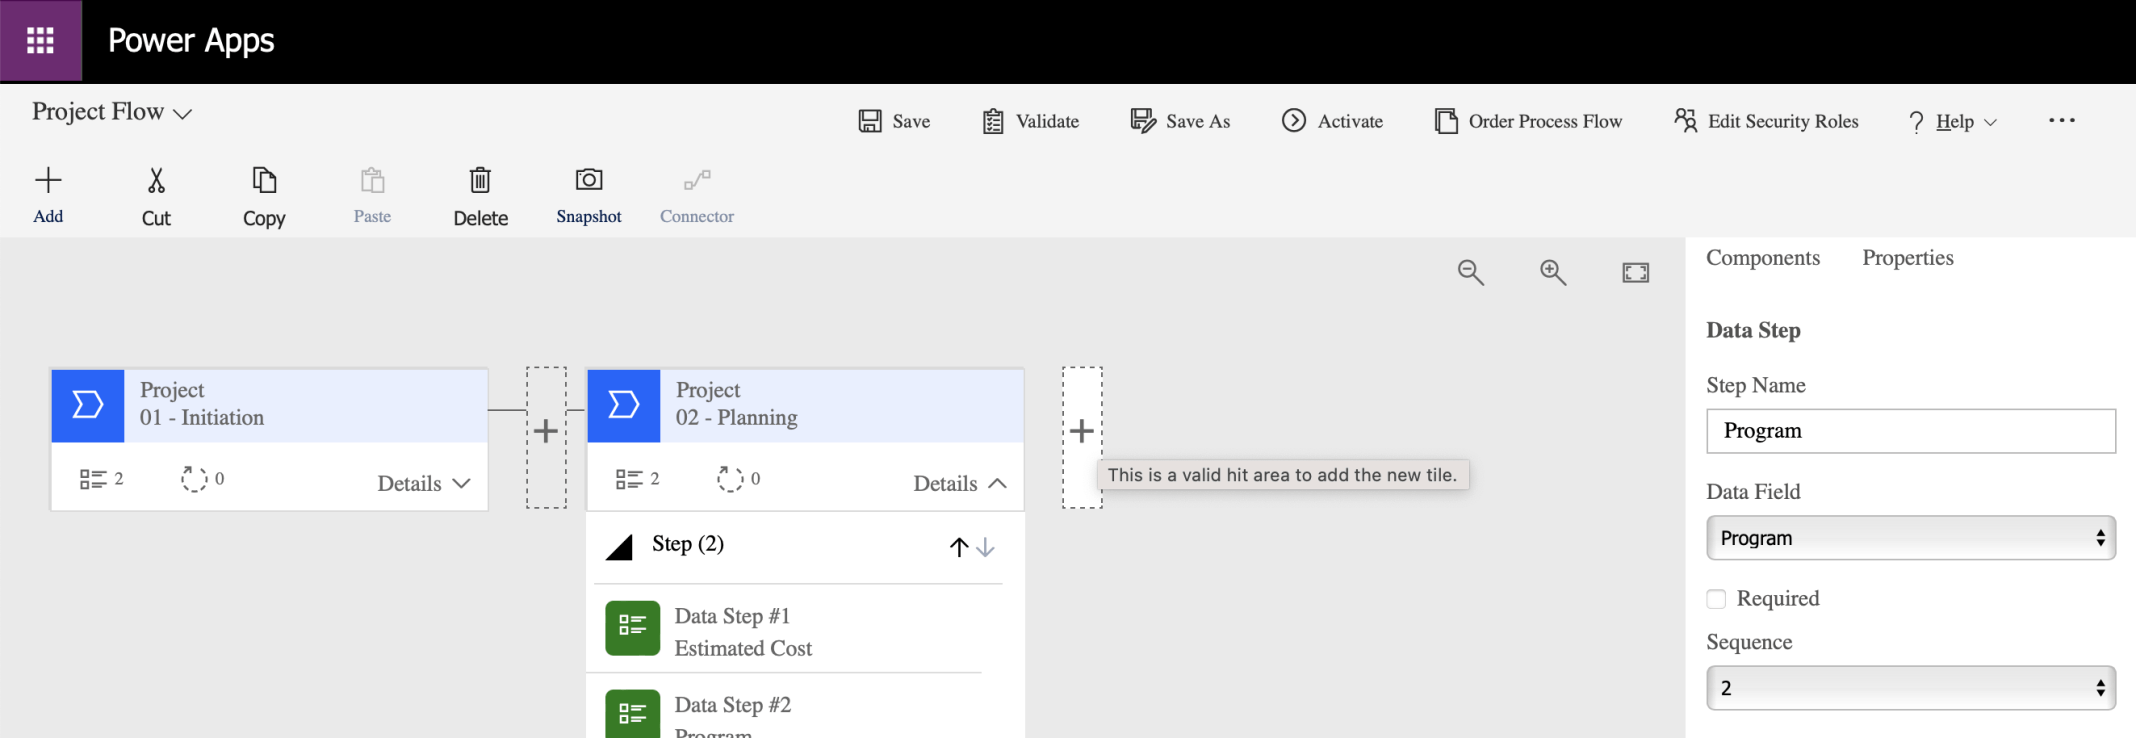 Power Apps
Project Flow
Save
Validate
Save As
Activate
Order Process Flow
Edit Security Roles
? Help
...
Add
Cut
Copy
Paste
Delete
Snapshot
Connector
Components
Properties
Data Step
Step Name
Program
Data Field
Program
Required
Sequence
2
Project
01 - Initiation
2
0
Details
+
Project
02 - Planning
2
0
Details
+
This is a valid hit area to add the new tile.
Step (2)
Data Step #1
Estimated Cost
Data Step #2
Program